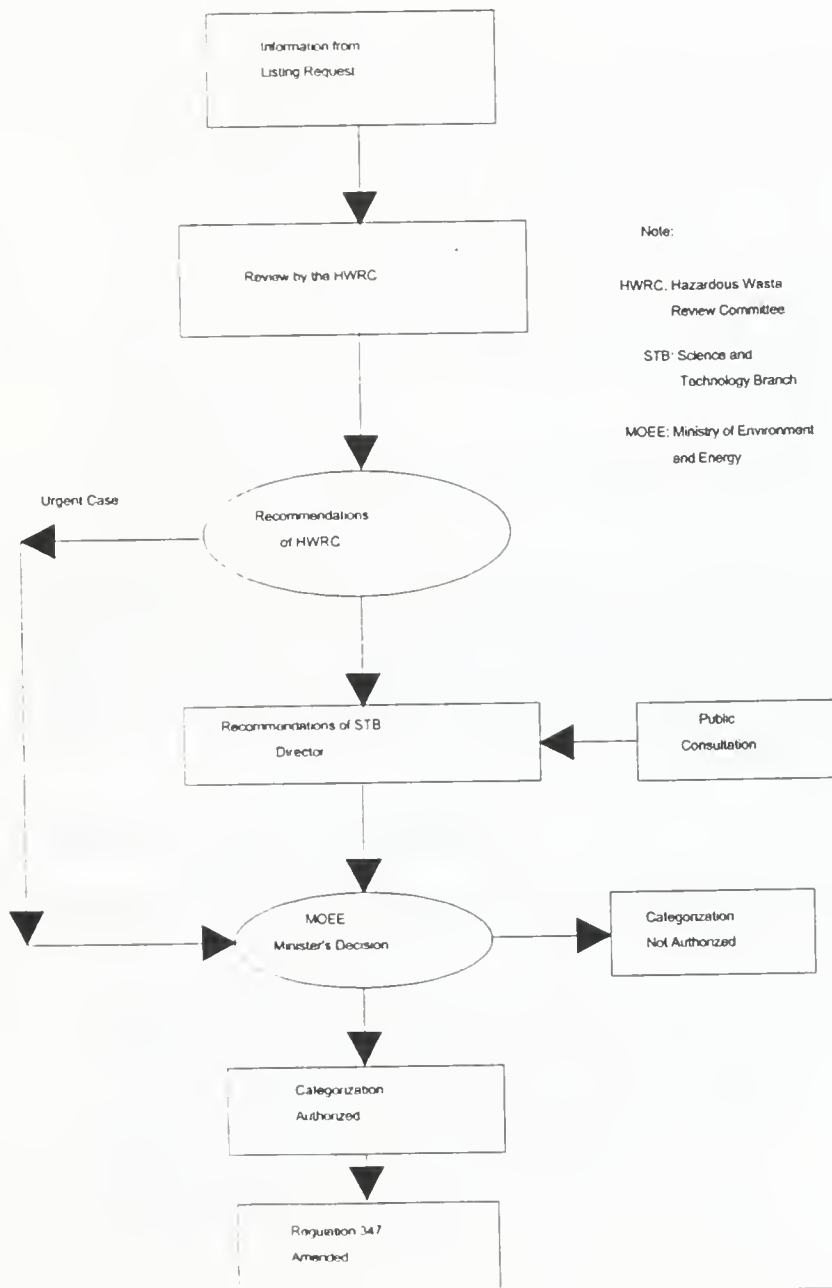 Information from
Listing Request
Review by the HWRC
Note:
HWRC. Hazardous Waste
Review Committee
STB: Science and
Technology Branch
MOEE: Ministry of Environment
and Energy
Urgent Case
Recommendations
of HWRC
Recommendations of STB
Director
Public
Consultation
MOEE
Minister's Decision
Categorization
Not Authorized
Categorization
Authorized
Regulation 347
Amended